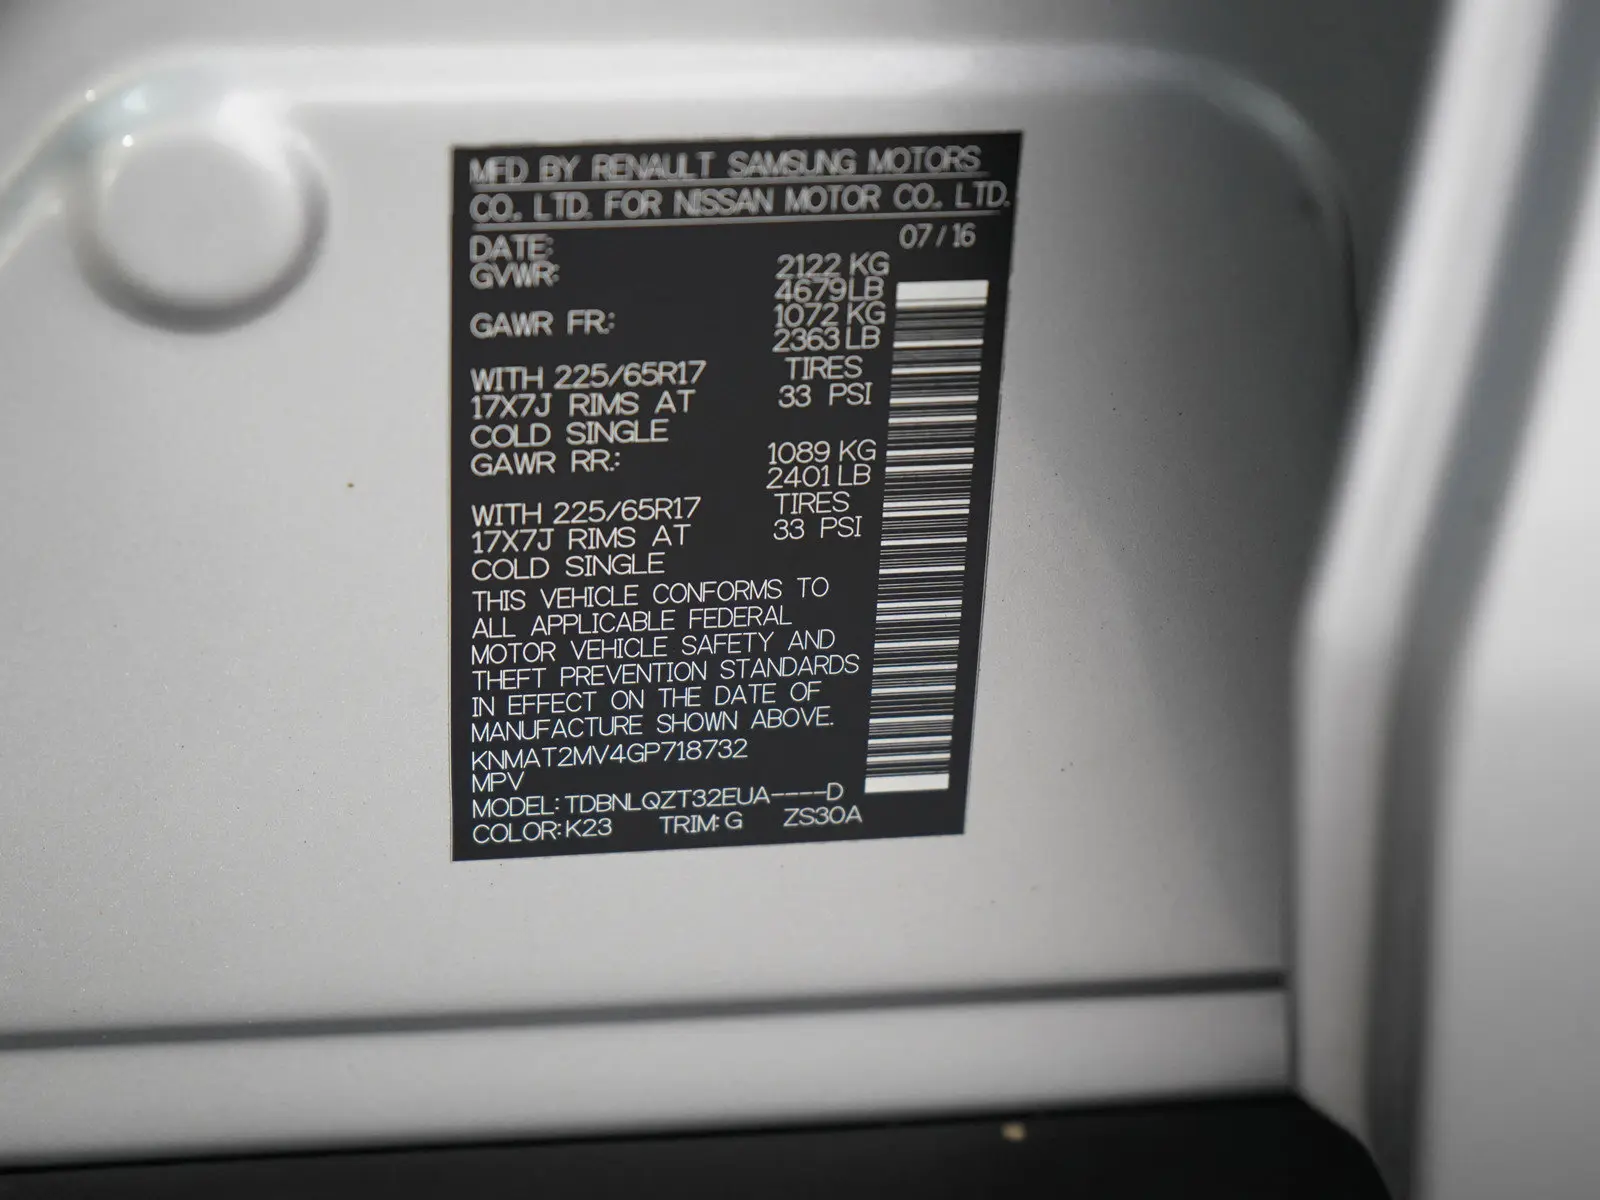 MFD BY RENAULT SAMSUNG MOTORS
CO., LTD. FOR NISSAN MOTOR CO., LTD.
DATE: 07/16
GVWR: 2122 KG
4679 LB
GAWR FR: 1072 KG
2363 LB
WITH 225/65R17 TIRES
17X7J RIMS AT 33 PSI
COLD SINGLE
GAWR RR: 1089 KG
2401 LB
WITH 225/65R17 TIRES
17X7J RIMS AT 33 PSI
COLD SINGLE
THIS VEHICLE CONFORMS TO
ALL APPLICABLE FEDERAL
MOTOR VEHICLE SAFETY AND
THEFT PREVENTION STANDARDS
IN EFFECT ON THE DATE OF
MANUFACTURE SHOWN ABOVE.
KNMAT2MV4GP718732
MPV
MODEL: TDBNLQZT32EUA----D
COLOR: K23 TRIM: G ZS30A